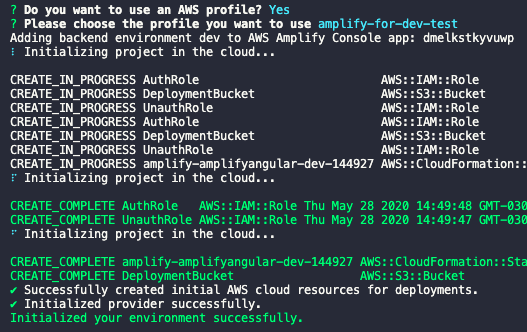 ? Do you want to use an AWS profile? Yes
? Please choose the profile you want to use amplify-for-dev-test
Adding backend environment dev to AWS Amplify Console app: dmelkstkyvuwp
⠸ Initializing project in the cloud...
CREATE_IN_PROGRESS AuthRole AWS::IAM::Role
CREATE_IN_PROGRESS DeploymentBucket AWS::S3::Bucket
CREATE_IN_PROGRESS UnauthRole AWS::IAM::Role
CREATE_IN_PROGRESS AuthRole AWS::IAM::Role
CREATE_IN_PROGRESS DeploymentBucket AWS::S3::Bucket
CREATE_IN_PROGRESS UnauthRole AWS::IAM::Role
CREATE_IN_PROGRESS amplify-amplifyangular-dev-144927 AWS::CloudFormation::
⠏ Initializing project in the cloud...
CREATE_COMPLETE AuthRole AWS::IAM::Role Thu May 28 2020 14:49:48 GMT-030
CREATE_COMPLETE UnauthRole AWS::IAM::Role Thu May 28 2020 14:49:47 GMT-030
⠋ Initializing project in the cloud...
CREATE_COMPLETE amplify-amplifyangular-dev-144927 AWS::CloudFormation::Sta
CREATE_COMPLETE DeploymentBucket AWS::S3::Bucket
✔ Successfully created initial AWS cloud resources for deployments.
✔ Initialized provider successfully.
Initialized your environment successfully.